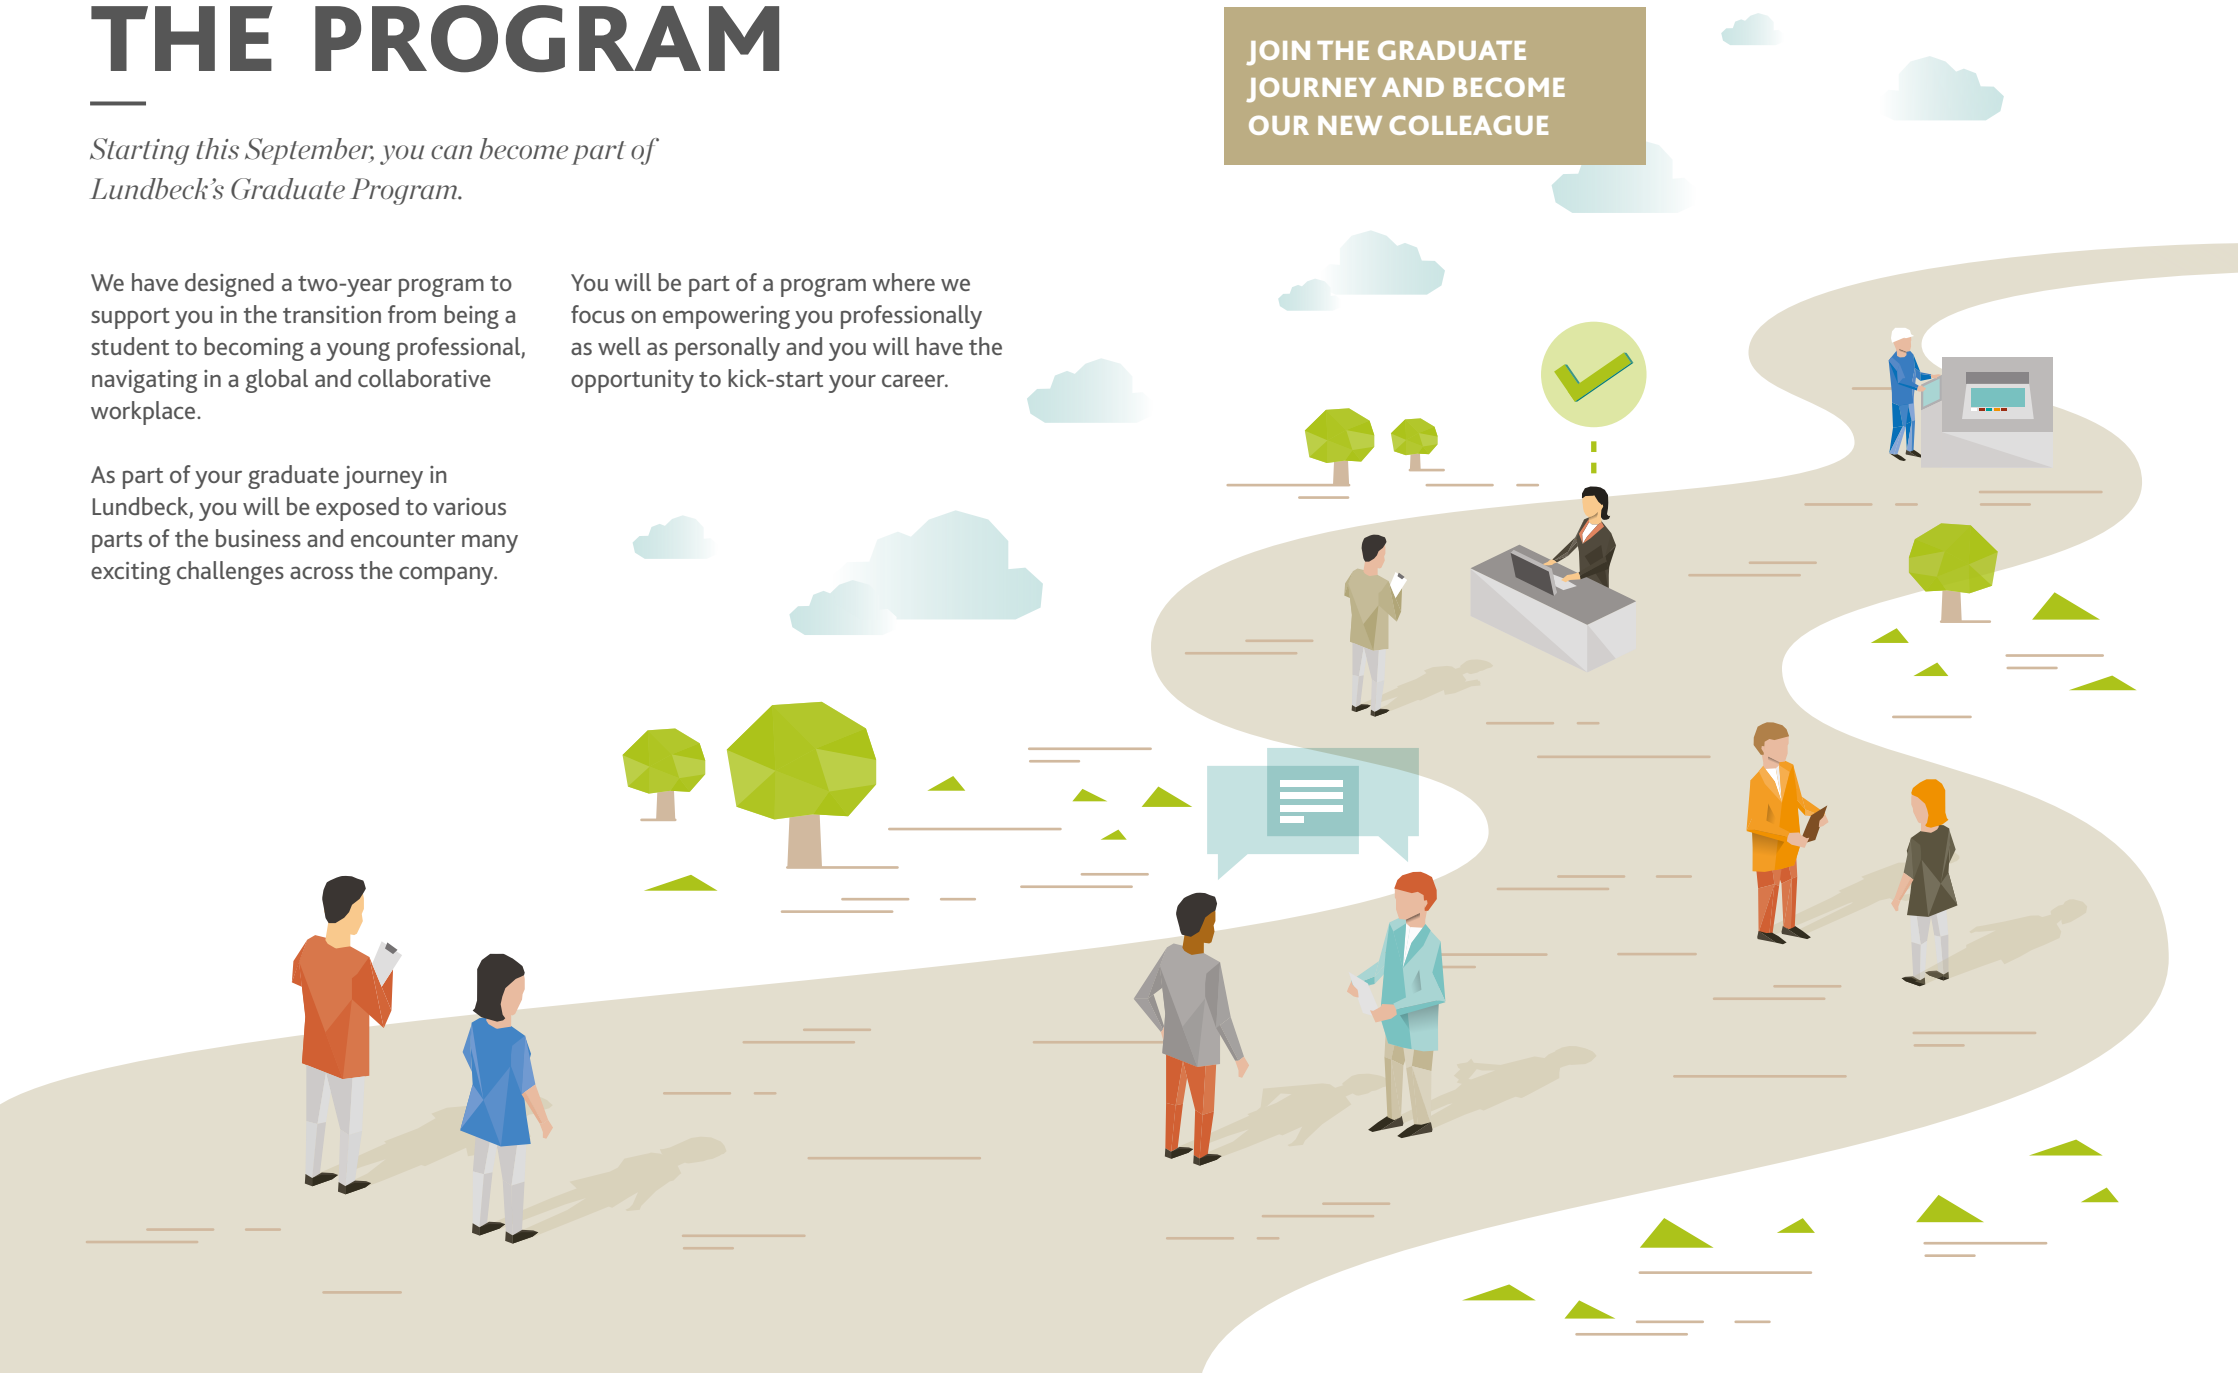 THE PROGRAM
Starting this September, you can become part of
Lundbeck’s Graduate Program.
We have designed a two-year program to
support you in the transition from being a
student to becoming a young professional,
navigating in a global and collaborative
workplace.
As part of your graduate journey in
Lundbeck, you will be exposed to various
parts of the business and encounter many
exciting challenges across the company.
You will be part of a program where we
focus on empowering you professionally
as well as personally and you will have the
opportunity to kick-start your career.
JOIN THE GRADUATE
JOURNEY AND BECOME
OUR NEW COLLEAGUE